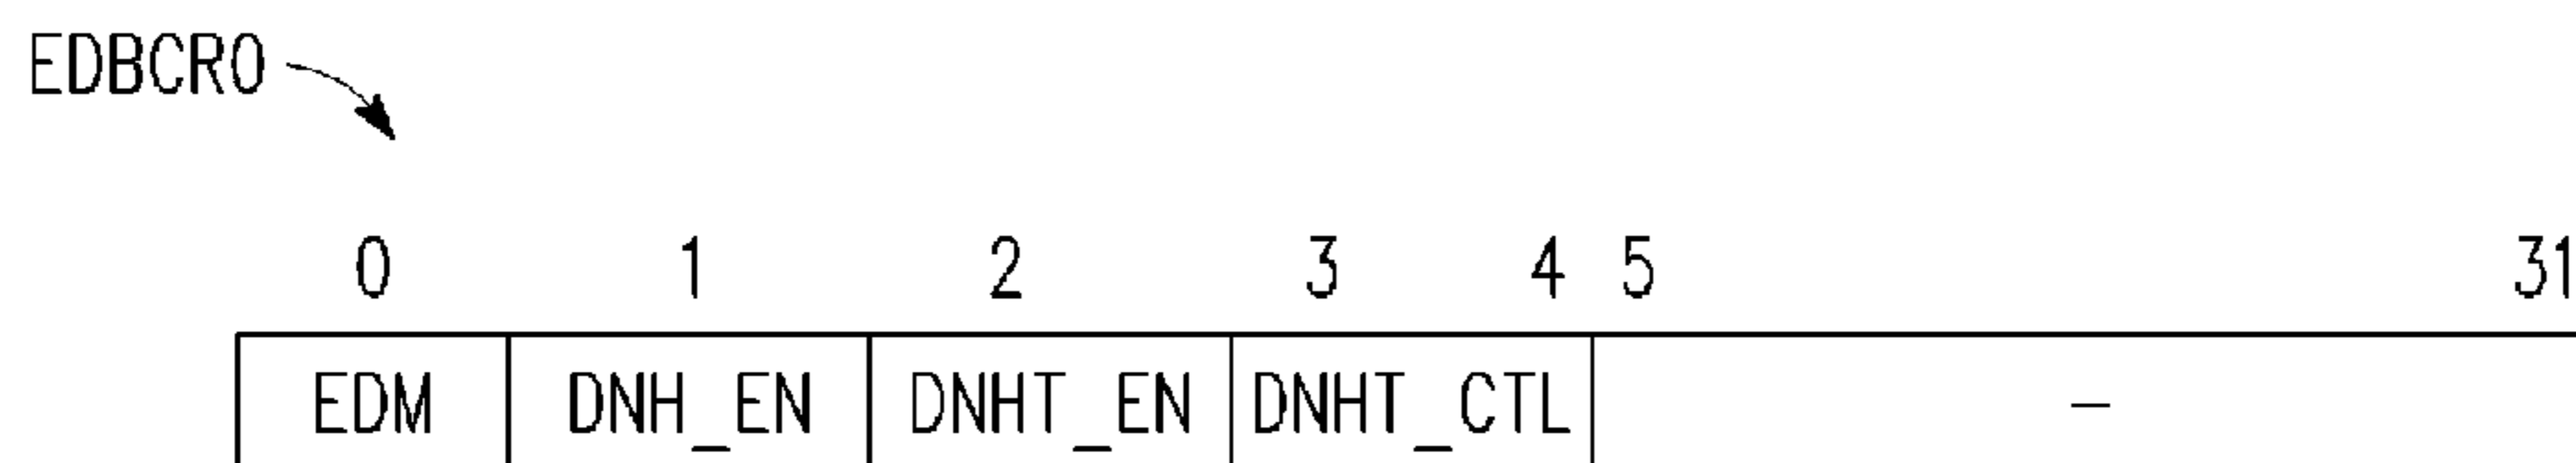 EDBCR0
0 1 2 3 4 5 31
EDM DNH_EN DNHT_EN DNHT_CTL –